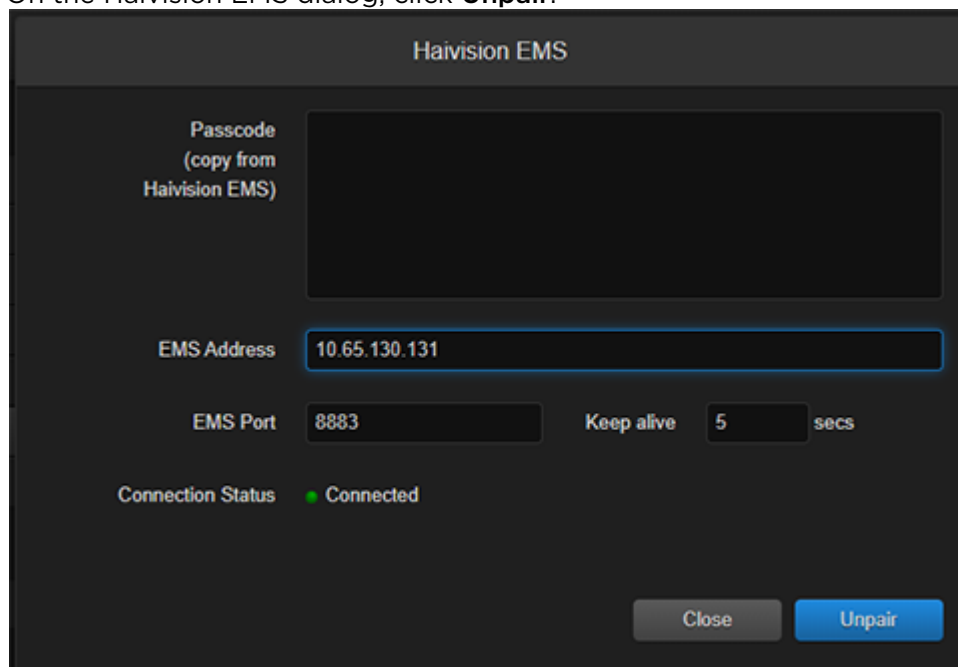 On the Haivision EMS dialog, click Unpair.
Haivision EMS
Passcode
(copy from
Haivision EMS)
EMS Address 10.65.130.131
EMS Port 8883 Keep alive 5 secs
Connection Status Connected
Close Unpair